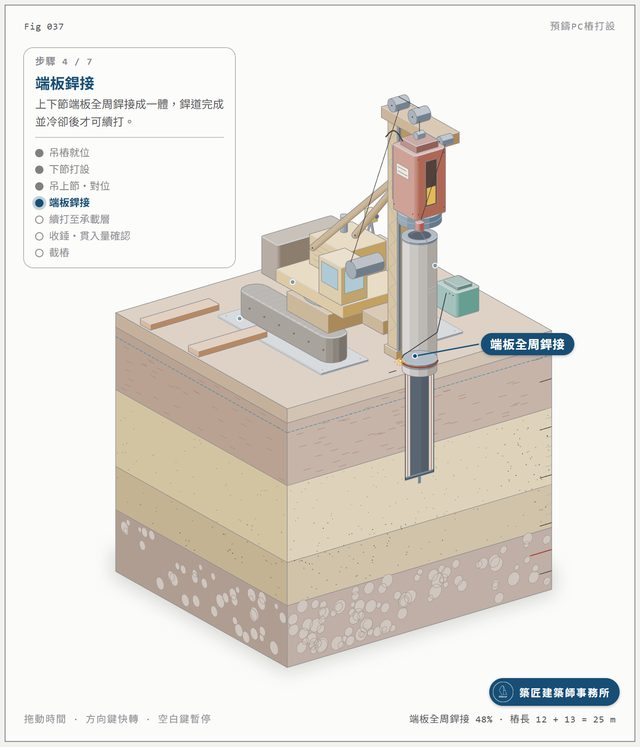 Fig 037
預鑄PC樁打設
步驟 4 / 7
端板銲接
上下節端板全周銲接成一體，銲道完成
並冷卻後才可續打。
吊樁就位
下節打設
吊上節・對位
端板銲接
續打至承載層
收錘・貫入量確認
截樁
端板全周銲接
築匠建築師事務所
拖動時間 · 方向鍵快轉 · 空白鍵暫停
端板全周銲接 48% · 樁長 12 + 13 = 25 m